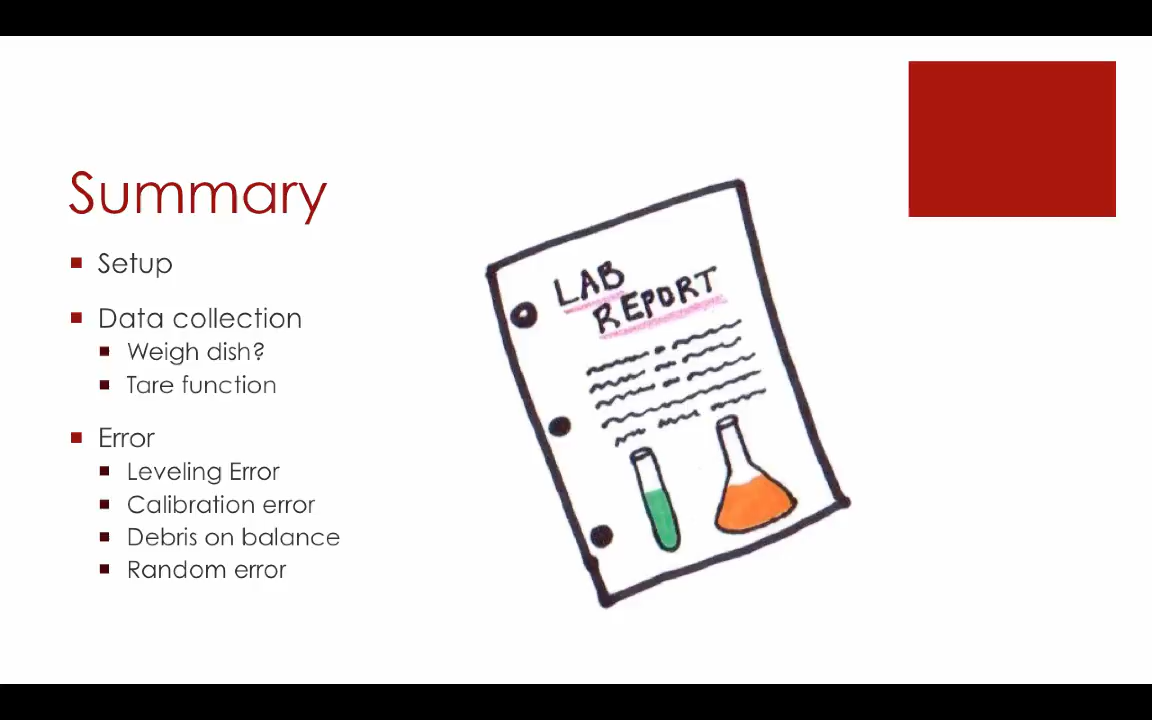 Summary
Setup
Data collection
Weigh dish?
Tare function
Error
Leveling Error
Calibration error
Debris on balance
Random error
LAB
REPORT